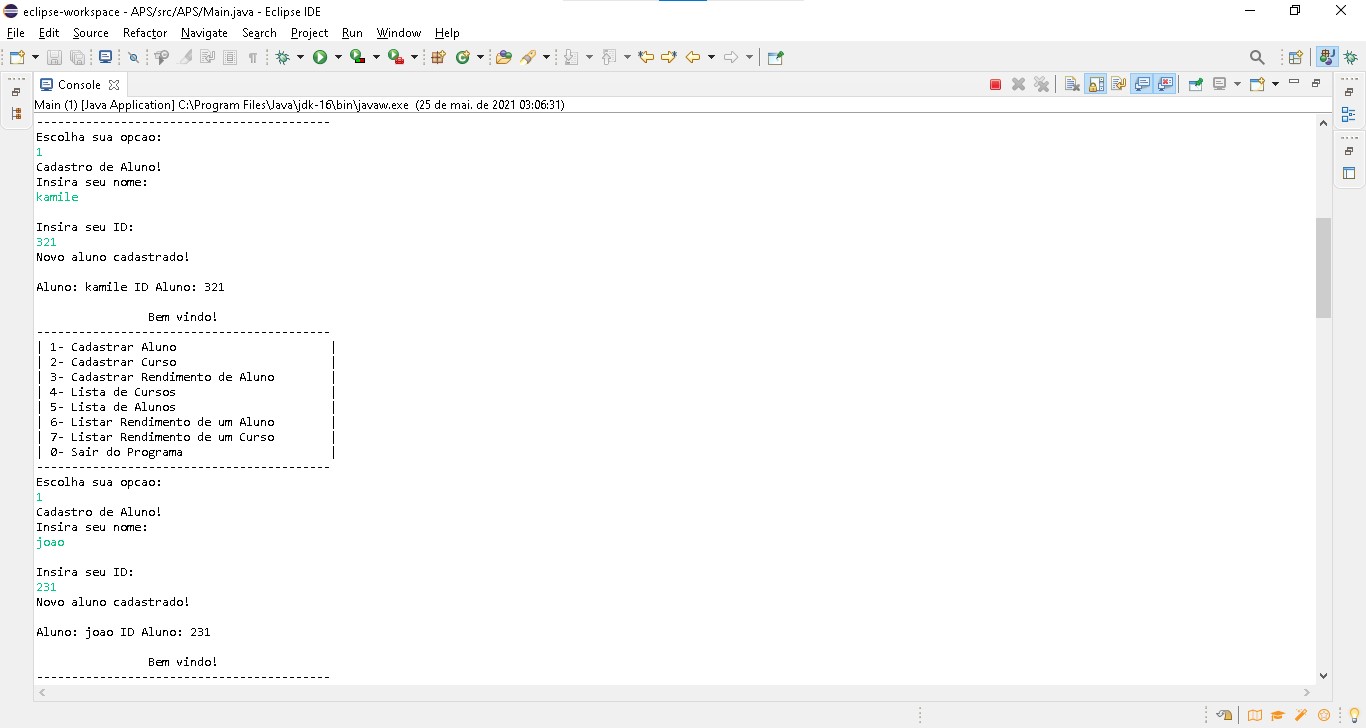 eclipse-workspace - APS/src/APS/Main.java - Eclipse IDE
File Edit Source Refactor Navigate Search Project Run Window Help
Console
Main (1) [Java Application] C:\Program Files\Java\jdk-16\bin\javaw.exe (25 de mai. de 2021 03:06:31)
------------------------------------------
Escolha sua opcao:
1
Cadastro de Aluno!
Insira seu nome:
kamile
Insira seu ID:
321
Novo aluno cadastrado!
Aluno: kamile ID Aluno: 321
Bem vindo!
------------------------------------------
| 1- Cadastrar Aluno |
| 2- Cadastrar Curso |
| 3- Cadastrar Rendimento de Aluno |
| 4- Lista de Cursos |
| 5- Lista de Alunos |
| 6- Listar Rendimento de um Aluno |
| 7- Listar Rendimento de um Curso |
| 0- Sair do Programa |
------------------------------------------
Escolha sua opcao:
1
Cadastro de Aluno!
Insira seu nome:
joao
Insira seu ID:
231
Novo aluno cadastrado!
Aluno: joao ID Aluno: 231
Bem vindo!
------------------------------------------